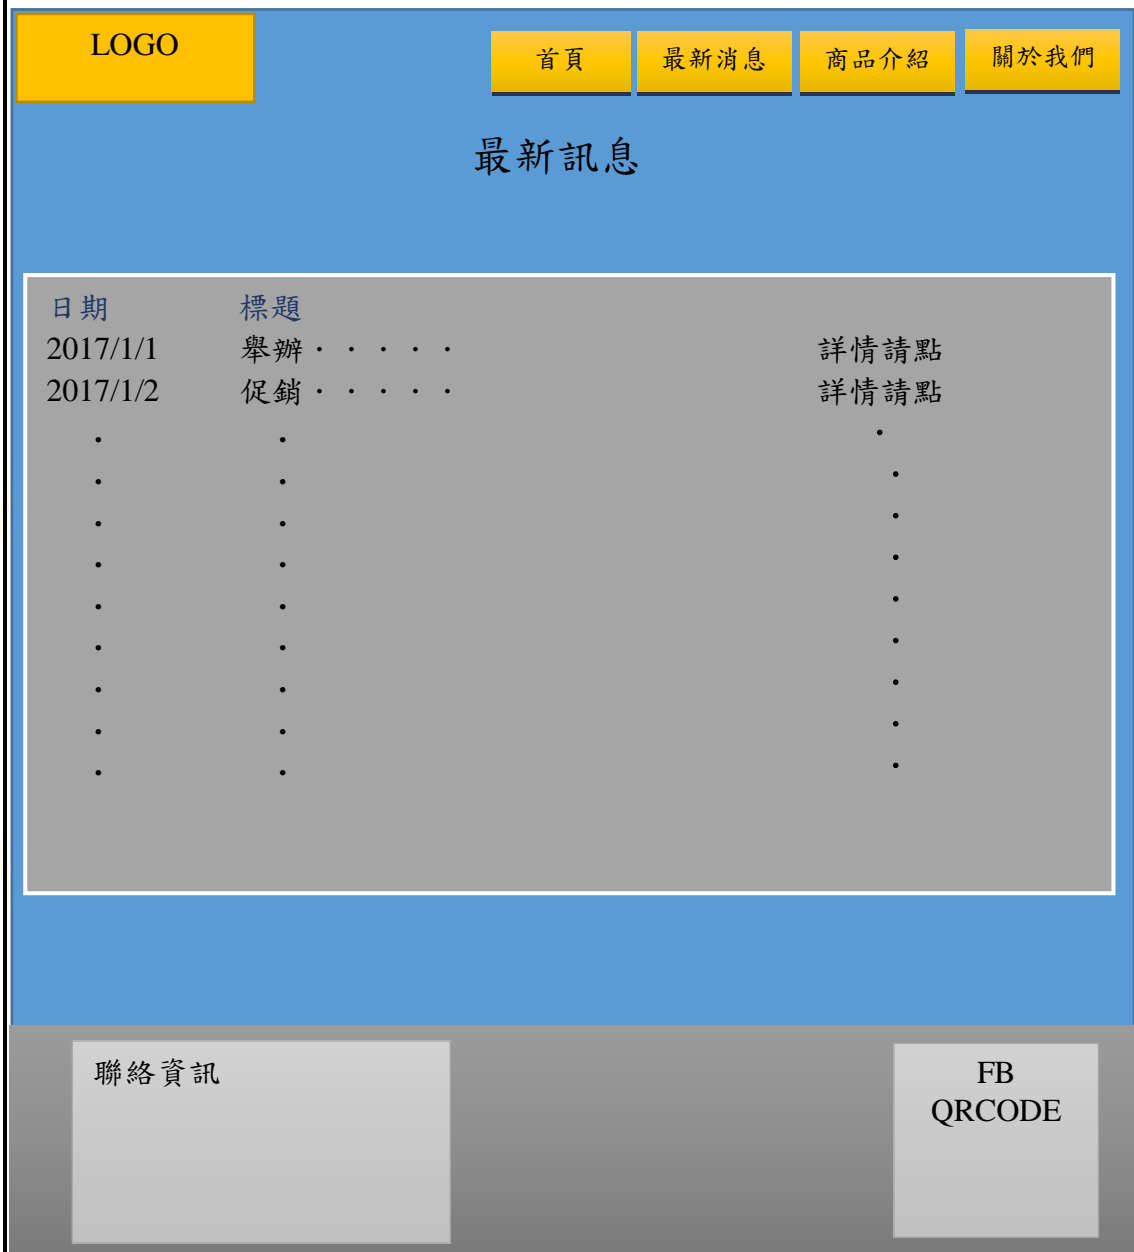 LOGO
首頁 最新消息 商品介紹 關於我們
最新訊息
日期 標題
2017/1/1 舉辦‧‧‧‧‧ 詳情請點
2017/1/2 促銷‧‧‧‧‧ 詳情請點
‧ ‧ ‧
‧ ‧ ‧
‧ ‧ ‧
‧ ‧ ‧
‧ ‧ ‧
‧ ‧ ‧
‧ ‧ ‧
‧ ‧ ‧
‧ ‧ ‧
聯絡資訊
FB
QRCODE